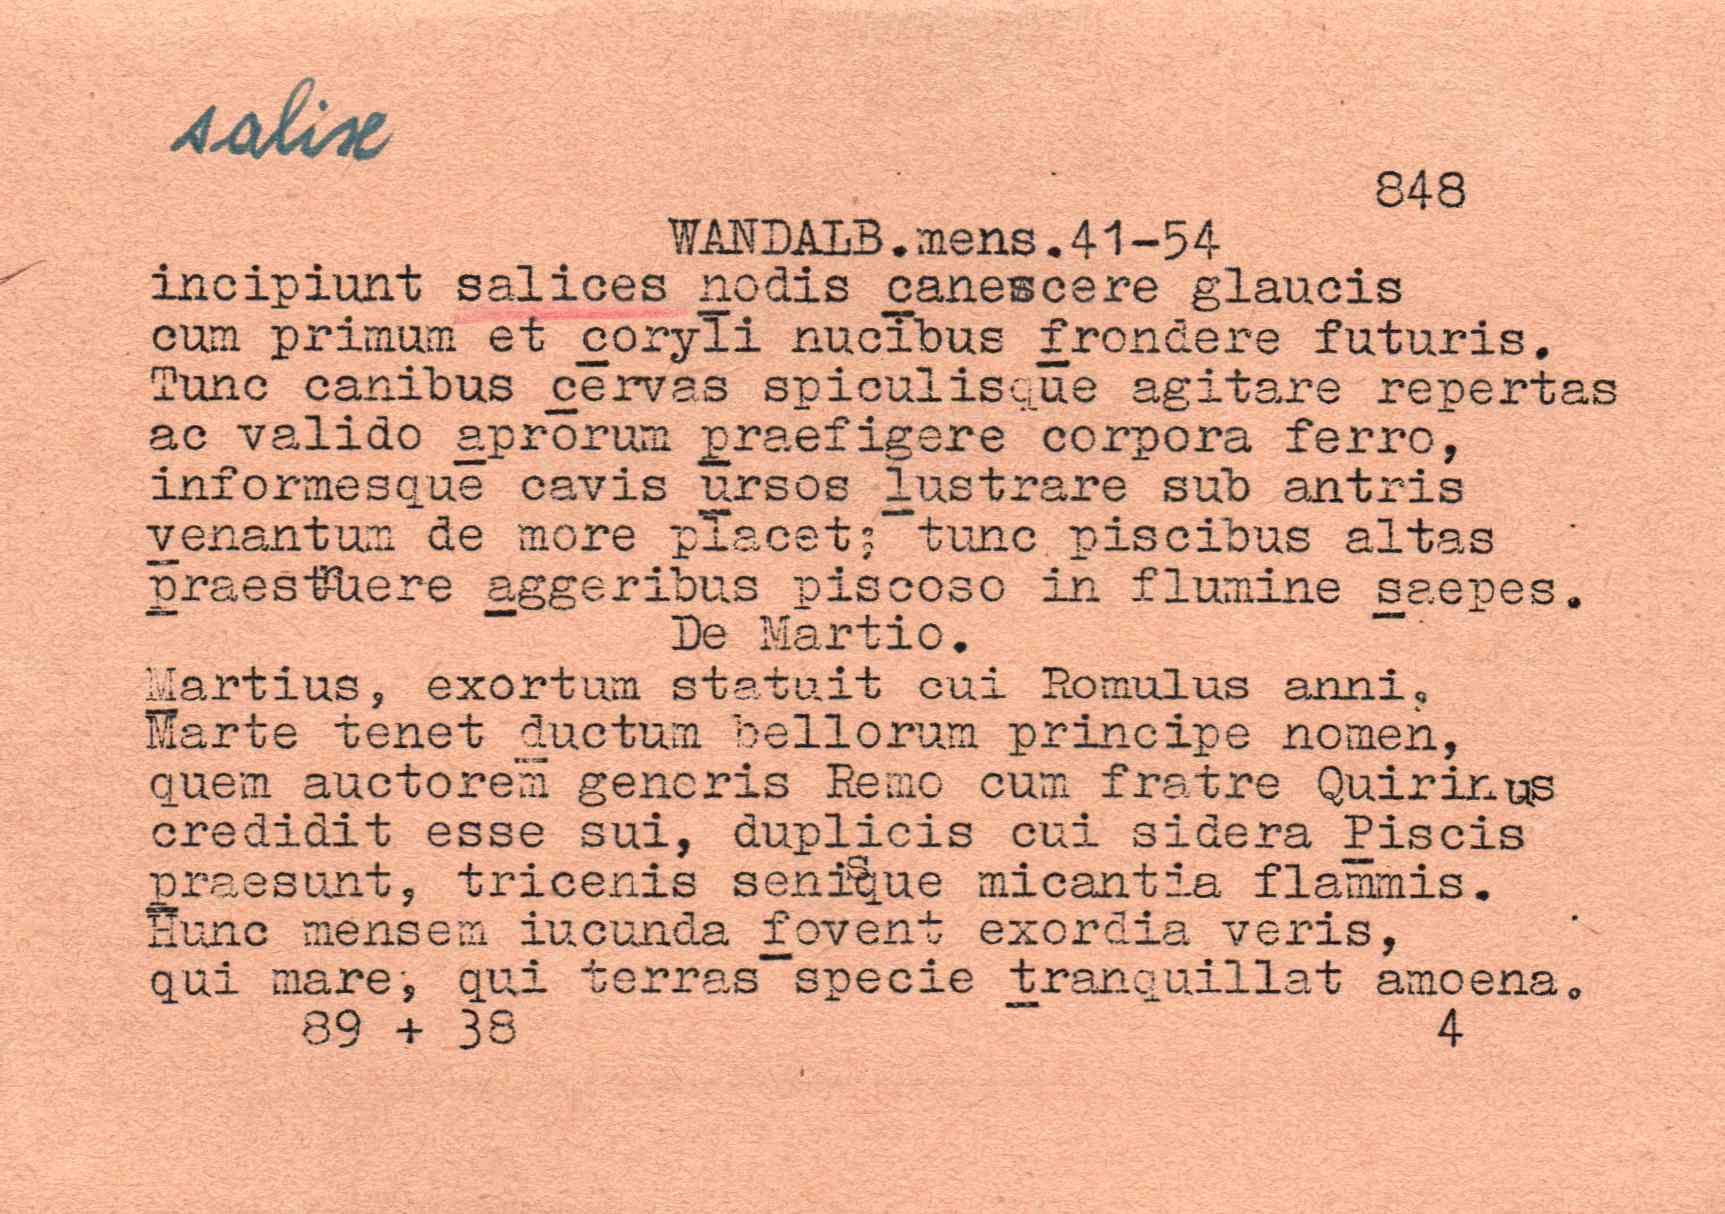 salix
848
WANDALB.mens.41-54
incipiunt salices nodis canescere glaucis
cum primum et coryli nucibus frondere futuris.
Tunc canibus cervas spiculisque agitare repertas
ac valido aprorum praefigere corpora ferro,
informesque cavis ursos lustrare sub antris
venantum de more placet; tunc piscibus altas
praestruere aggeribus piscoso in flumine saepes.
De Martio.
Martius, exortum statuit cui Romulus anni,
Marte tenet ductum bellorum principe nomen,
quem auctorem generis Remo cum fratre Quirinus
credidit esse sui, duplicis cui sidera Piscis
praesunt, tricenis senisque micantia flammis.
Hunc mensem iucunda fovent exordia veris,
qui mare, qui terras specie tranquillat amoena.
89 + 38 4